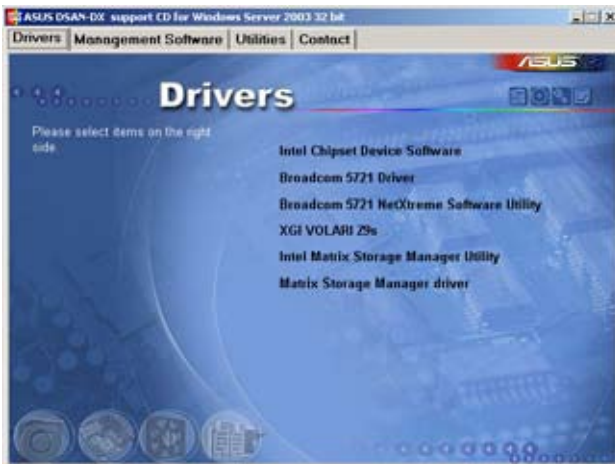 ASUS DSAN-DX support CD for Windows Server 2003 32 bit
Drivers Management Software Utilities Contact
ASUS
Drivers
Please select items on the right side
Intel Chipset Device Software
Broadcom 5721 Driver
Broadcom 5721 NetXtreme Software Utility
XGI VOLARI Z9s
Intel Matrix Storage Manager Utility
Matrix Storage Manager driver